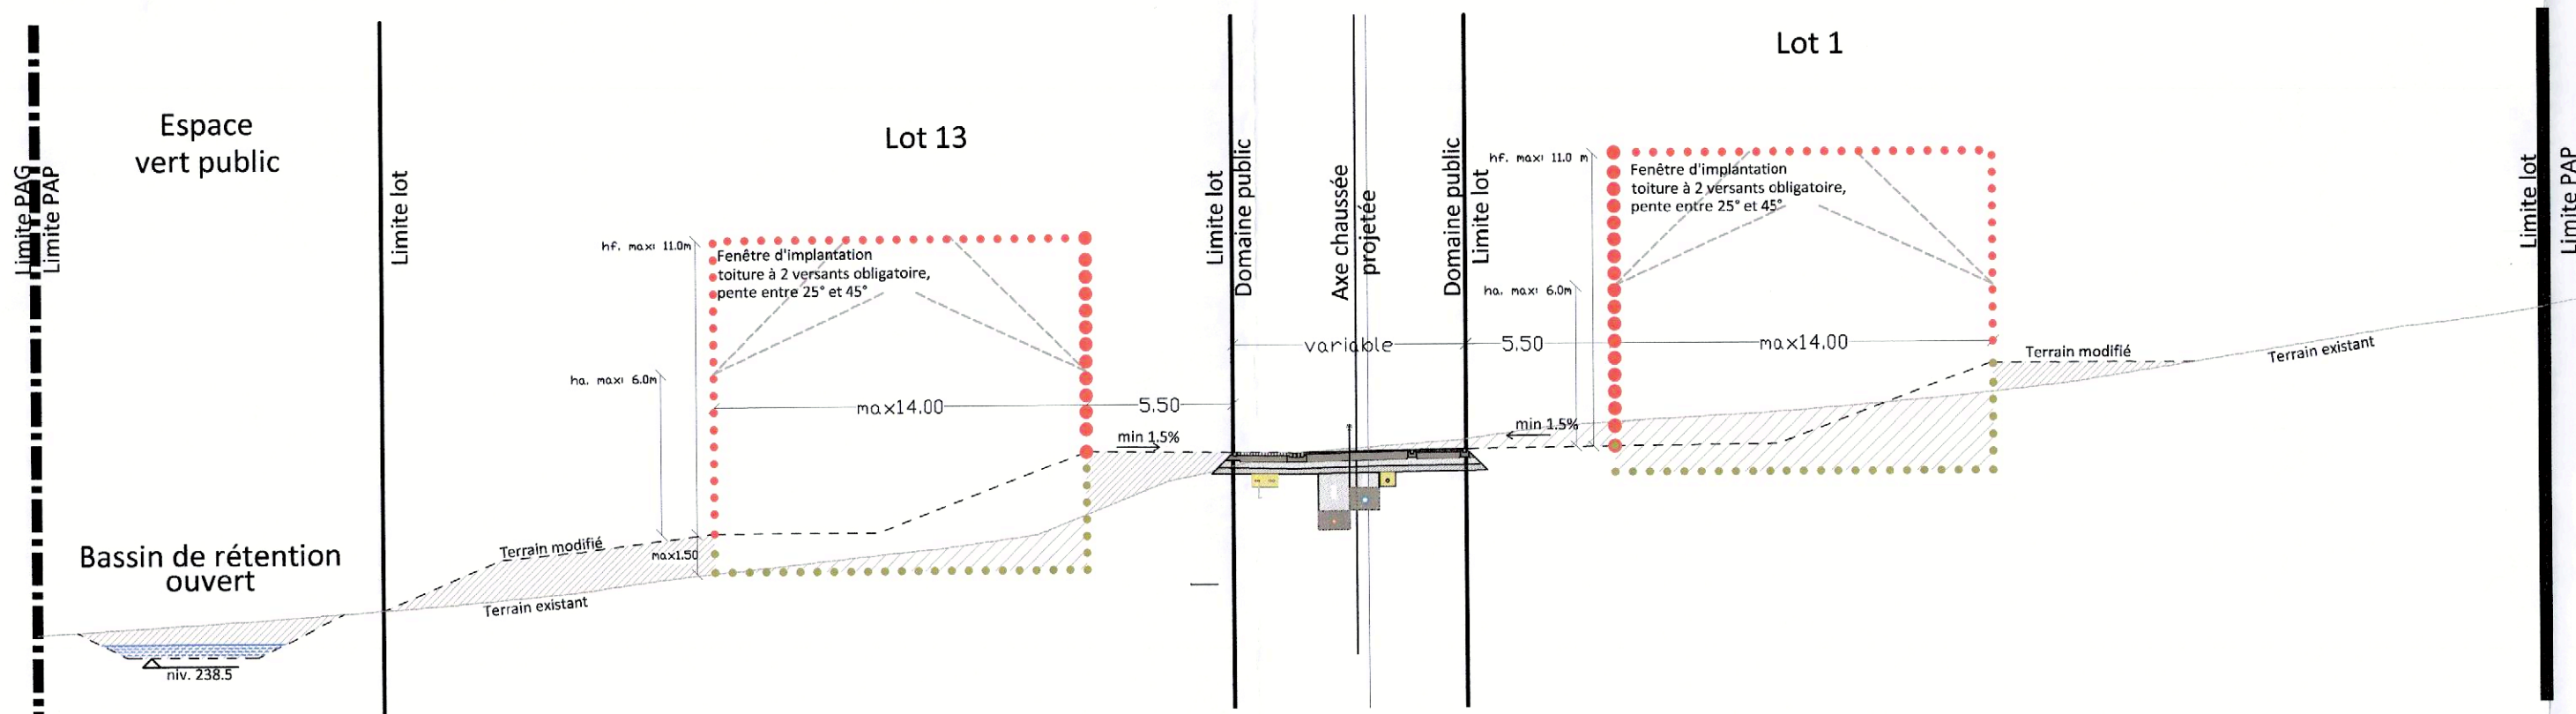 Limite PAG
Limite PAP
Espace
vert public
Bassin de rétention
ouvert
niv. 238.5
Limite lot
Terrain modifié
Terrain existant
Lot 13
hf. max: 11.0m
Fenêtre d'implantation
toiture à 2 versants obligatoire,
pente entre 25° et 45°
ha. max: 6.0m
max14.00
5.50
min 1.5%
max1.50
Limite lot
Domaine public
Axe chaussée
projetée
variable
Domaine public
Limite lot
Lot 1
hf. max: 11.0 m
Fenêtre d'implantation
toiture à 2 versants obligatoire,
pente entre 25° et 45°
ha. max: 6.0m
5.50
max14.00
min 1.5%
Terrain modifié
Terrain existant
Limite lot
Limite PAP